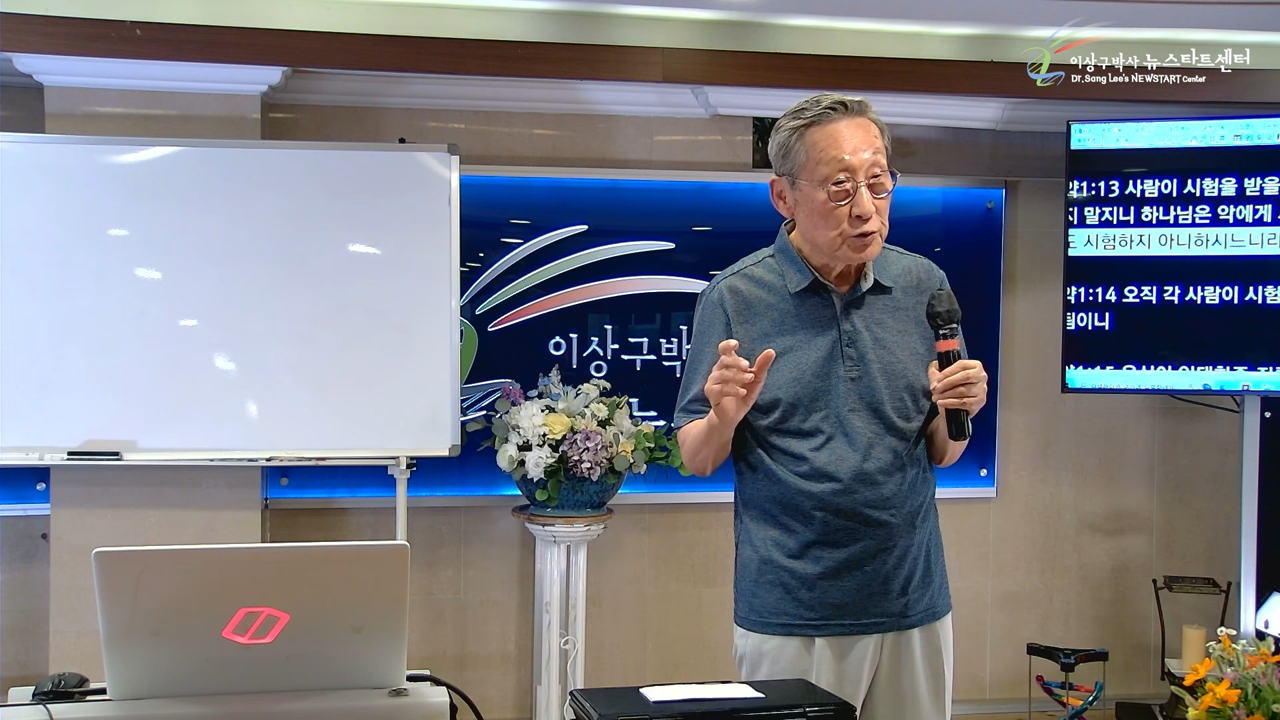 이상구박사 뉴스타트센터
Dr. Sang Lee's NEWSTART Center
약1:13 사람이 시험을 받을
지 말지니 하나님은 악에게
도 시험하지 아니하시느니라
약1:14 오직 각 사람이 시험
됨이니
이상구박